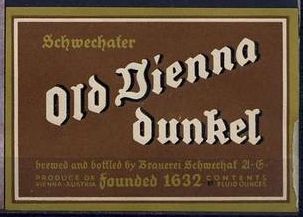 Schwechater
Old Vienna
dunkel
brewed and bottled by Brauerei Schwechat A-G
PRODUCE OF
VIENNA-AUSTRIA
founded 1632
CONTENTS
FLUID OUNCES